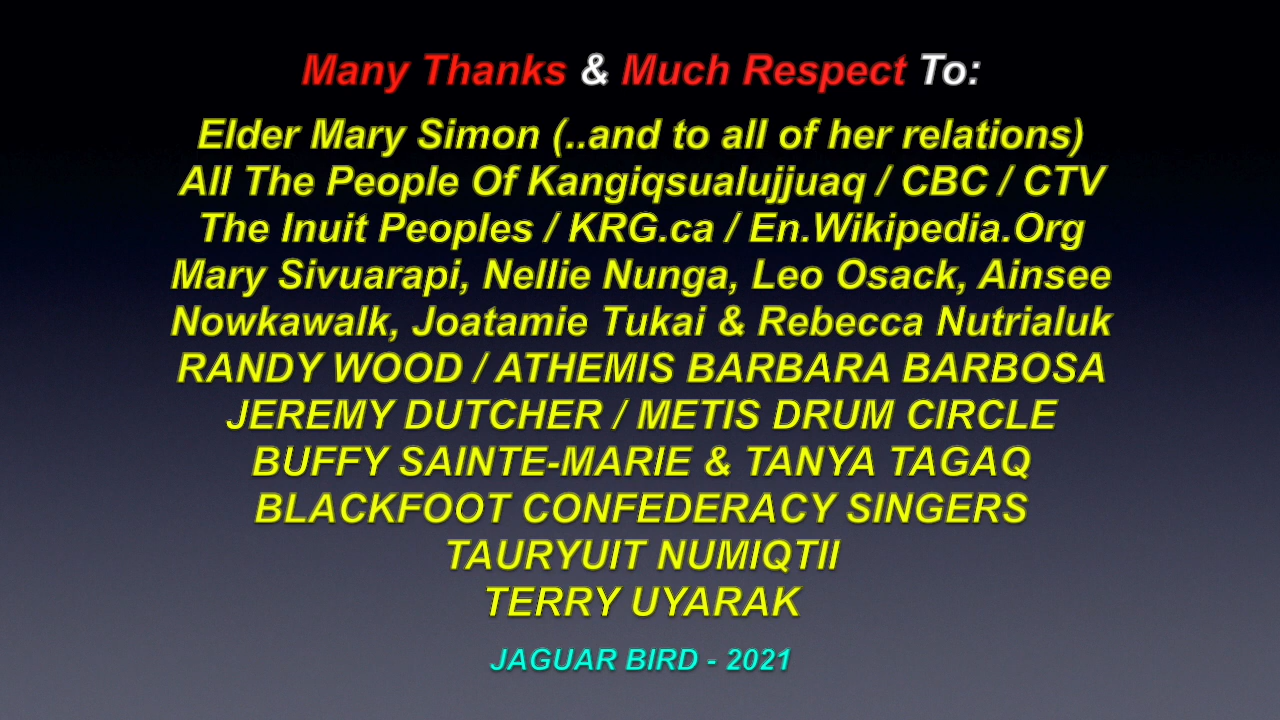 Many Thanks & Much Respect To:
Elder Mary Simon (..and to all of her relations)
All The People Of Kangiqsualujjuaq / CBC / CTV
The Inuit Peoples / KRG.ca / En.Wikipedia.Org
Mary Sivuarapi, Nellie Nunga, Leo Osack, Ainsee
Nowkawalk, Joatamie Tukai & Rebecca Nutrialuk
RANDY WOOD / ATHEMIS BARBARA BARBOSA
JEREMY DUTCHER / METIS DRUM CIRCLE
BUFFY SAINTE-MARIE & TANYA TAGAQ
BLACKFOOT CONFEDERACY SINGERS
TAURYUIT NUMIQTII
TERRY UYARAK
JAGUAR BIRD - 2021